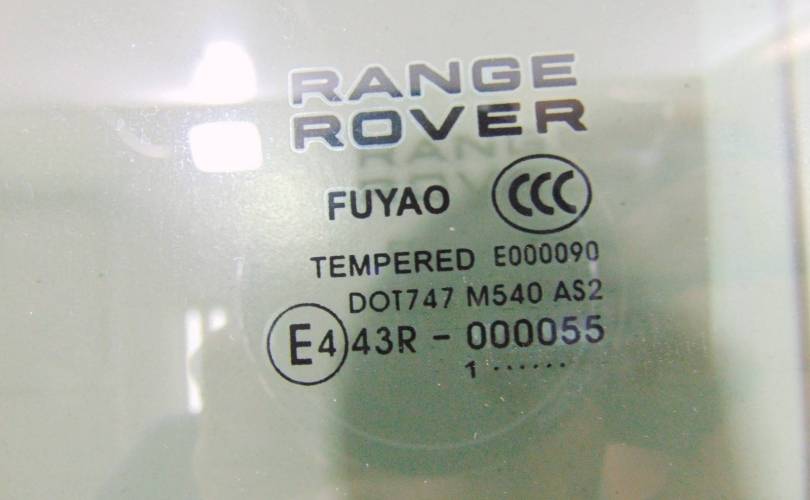 RANGE
ROVER
FUYAO CCC
TEMPERED E000090
DOT747 M540 AS2
E4 43R - 000055
1 ......